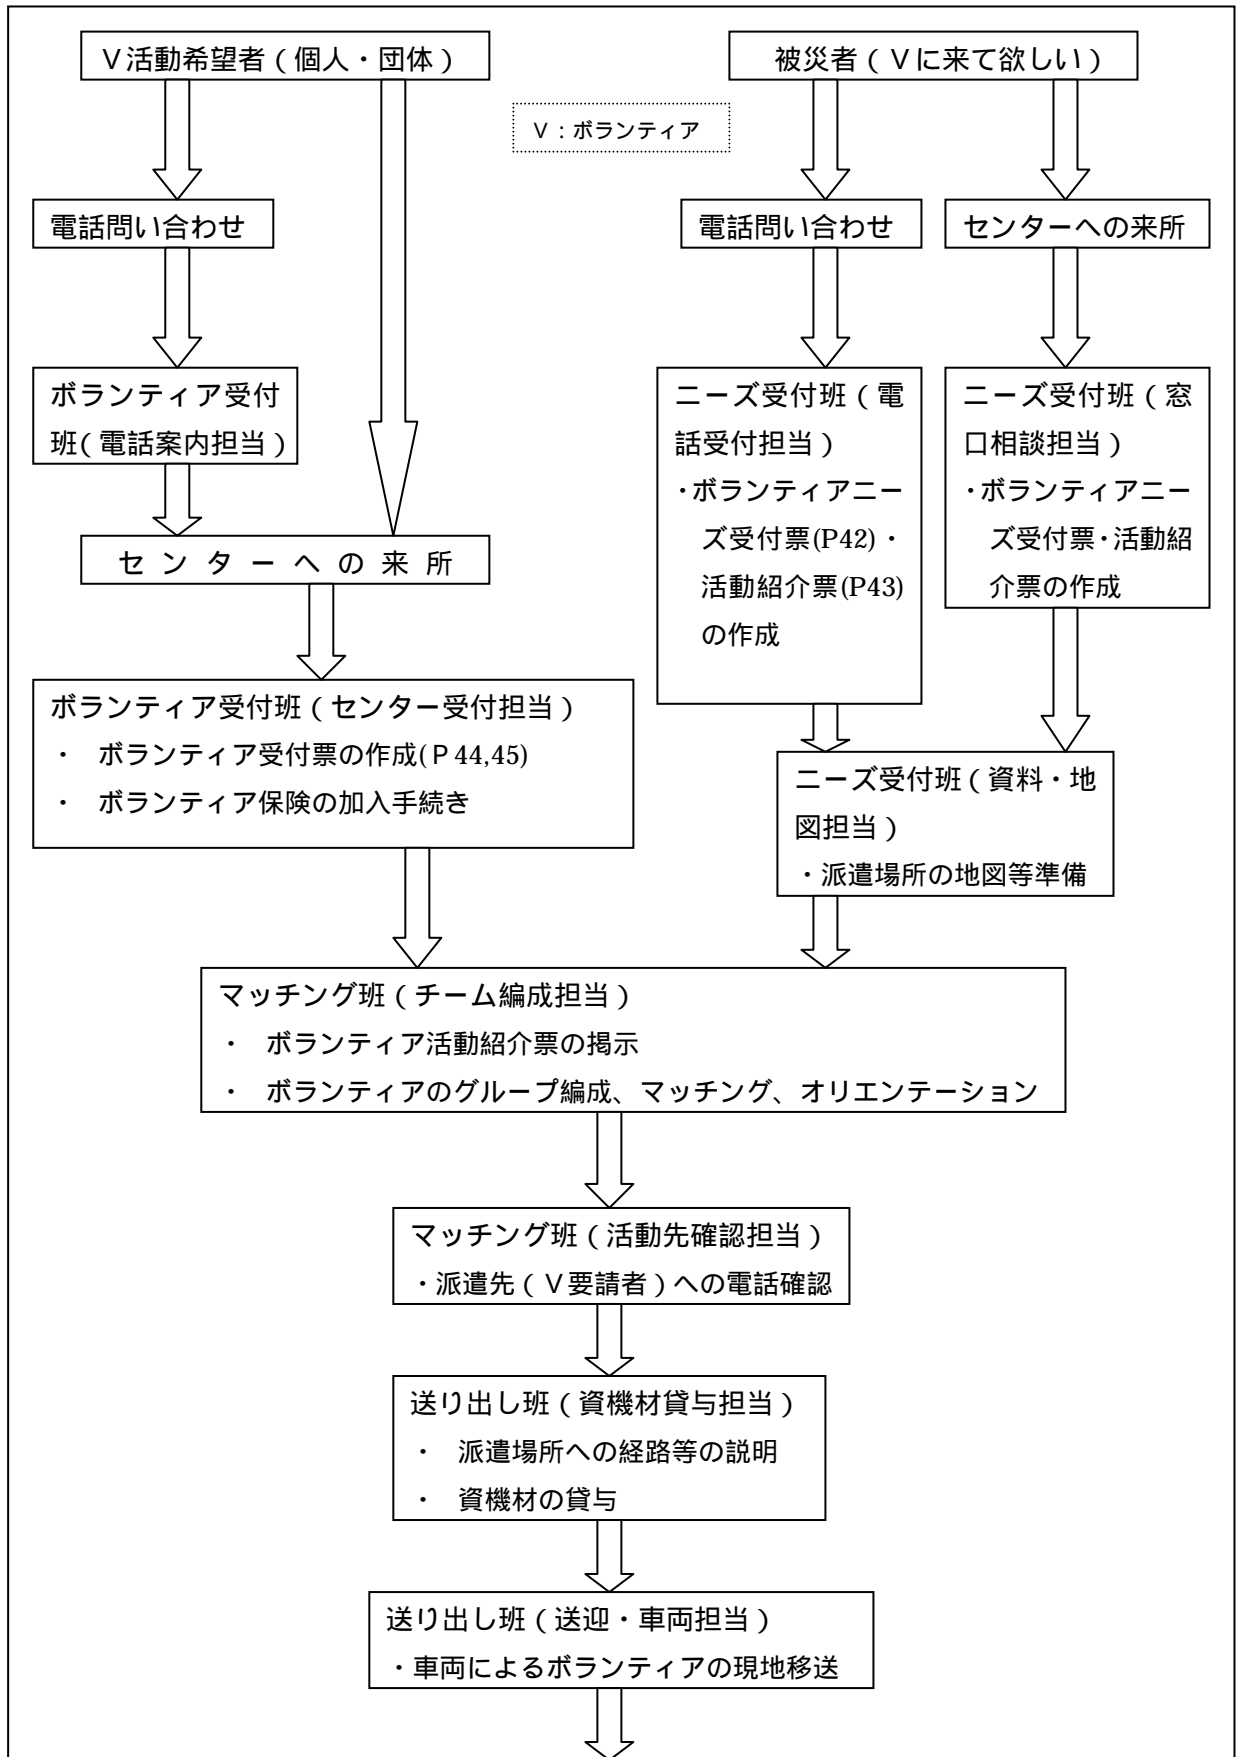 V活動希望者(個人・団体)
被災者(Vに来て欲しい)
V:ボランティア
電話問い合わせ
電話問い合わせ
センターへの来所
ボランティア受付
班(電話案内担当)
ニーズ受付班(電
話受付担当)
・ボランティアニー
ズ受付票(P42)・
活動紹介票(P43)
の作成
ニーズ受付班(窓
口相談担当)
・ボランティアニー
ズ受付票・活動紹
介票の作成
センターへの来所
ボランティア受付班(センター受付担当)
・ ボランティア受付票の作成(P44,45)
・ ボランティア保険の加入手続き
ニーズ受付班(資料・地
図担当)
・派遣場所の地図等準備
マッチング班(チーム編成担当)
・ ボランティア活動紹介票の掲示
・ ボランティアのグループ編成、マッチング、オリエンテーション
マッチング班(活動先確認担当)
・派遣先(V要請者)への電話確認
送り出し班(資機材貸与担当)
・ 派遣場所への経路等の説明
・ 資機材の貸与
送り出し班(送迎・車両担当)
・車両によるボランティアの現地移送